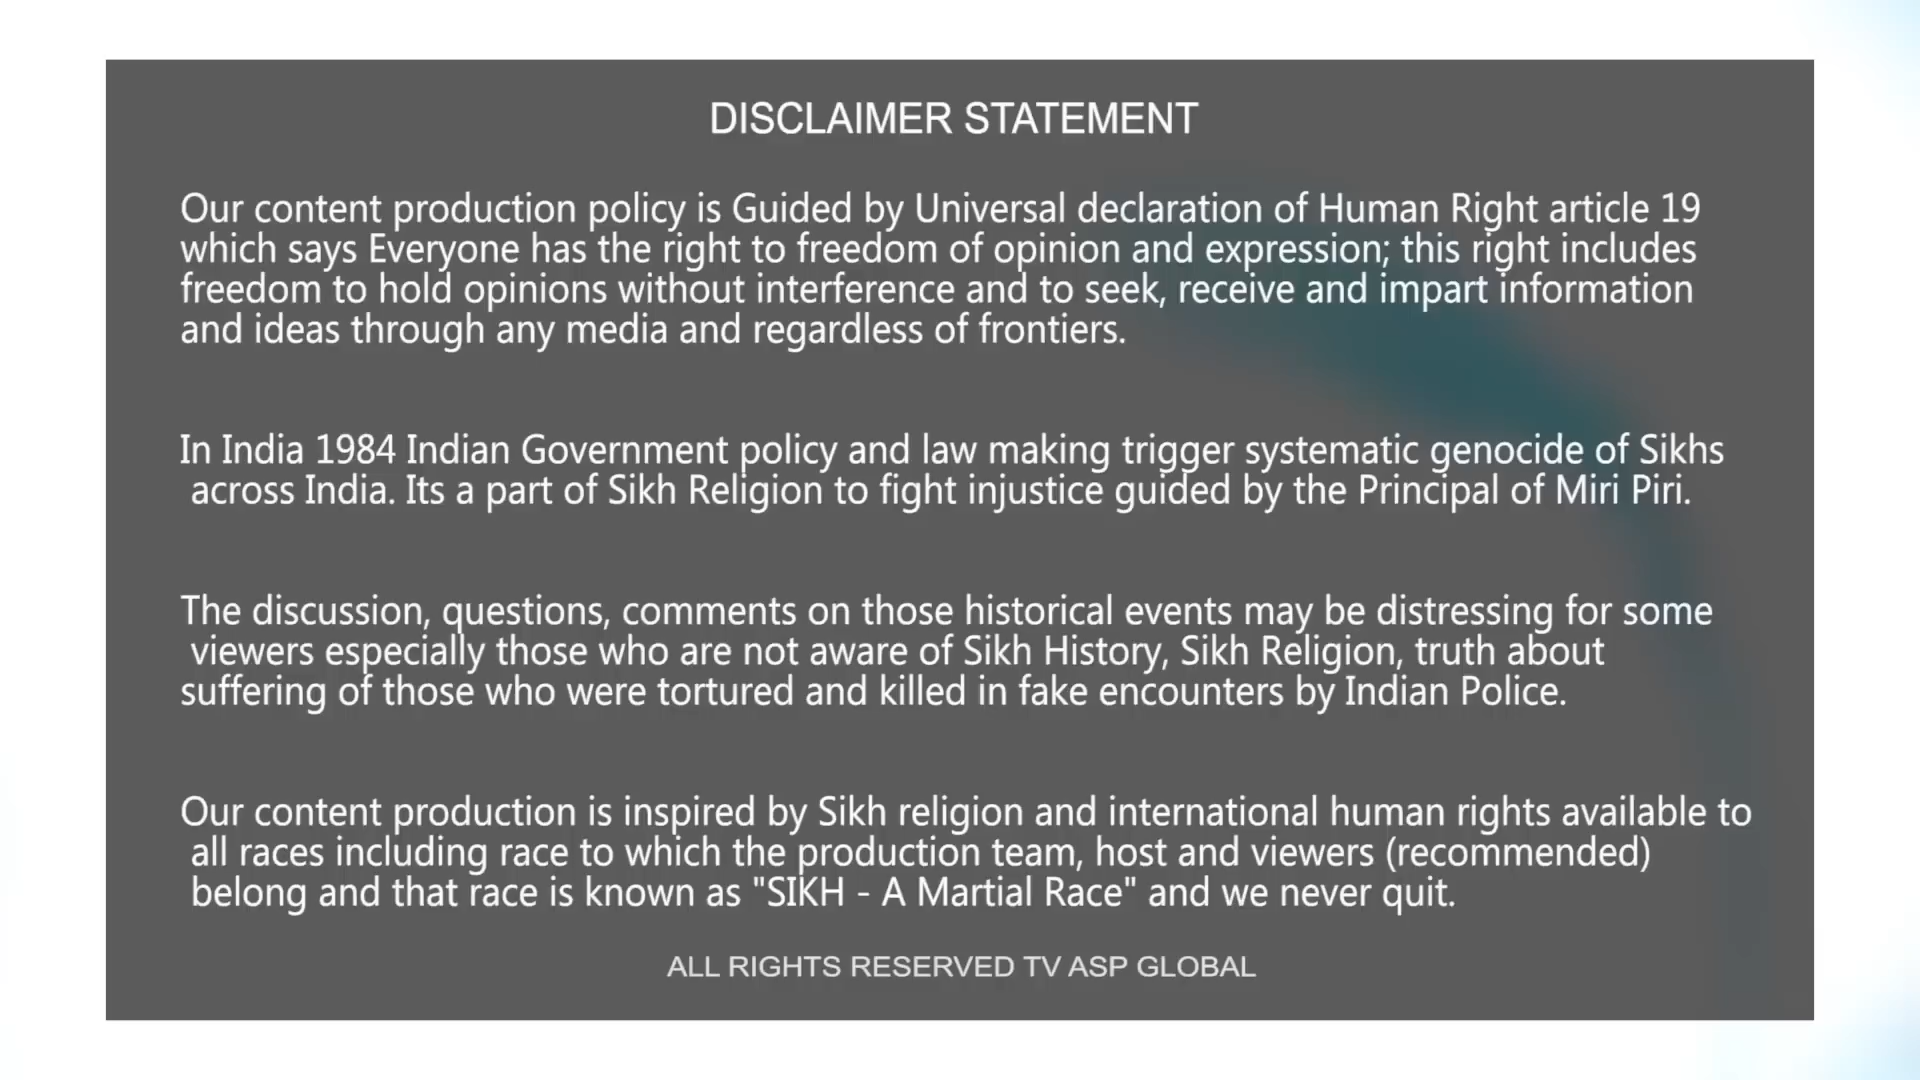 DISCLAIMER STATEMENT
Our content production policy is Guided by Universal declaration of Human Right article 19
which says Everyone has the right to freedom of opinion and expression; this right includes
freedom to hold opinions without interference and to seek, receive and impart information
and ideas through any media and regardless of frontiers.
In India 1984 Indian Government policy and law making trigger systematic genocide of Sikhs
across India. Its a part of Sikh Religion to fight injustice guided by the Principal of Miri Piri.
The discussion, questions, comments on those historical events may be distressing for some
viewers especially those who are not aware of Sikh History, Sikh Religion, truth about
suffering of those who were tortured and killed in fake encounters by Indian Police.
Our content production is inspired by Sikh religion and international human rights available to
all races including race to which the production team, host and viewers (recommended)
belong and that race is known as "SIKH - A Martial Race" and we never quit.
ALL RIGHTS RESERVED TV ASP GLOBAL